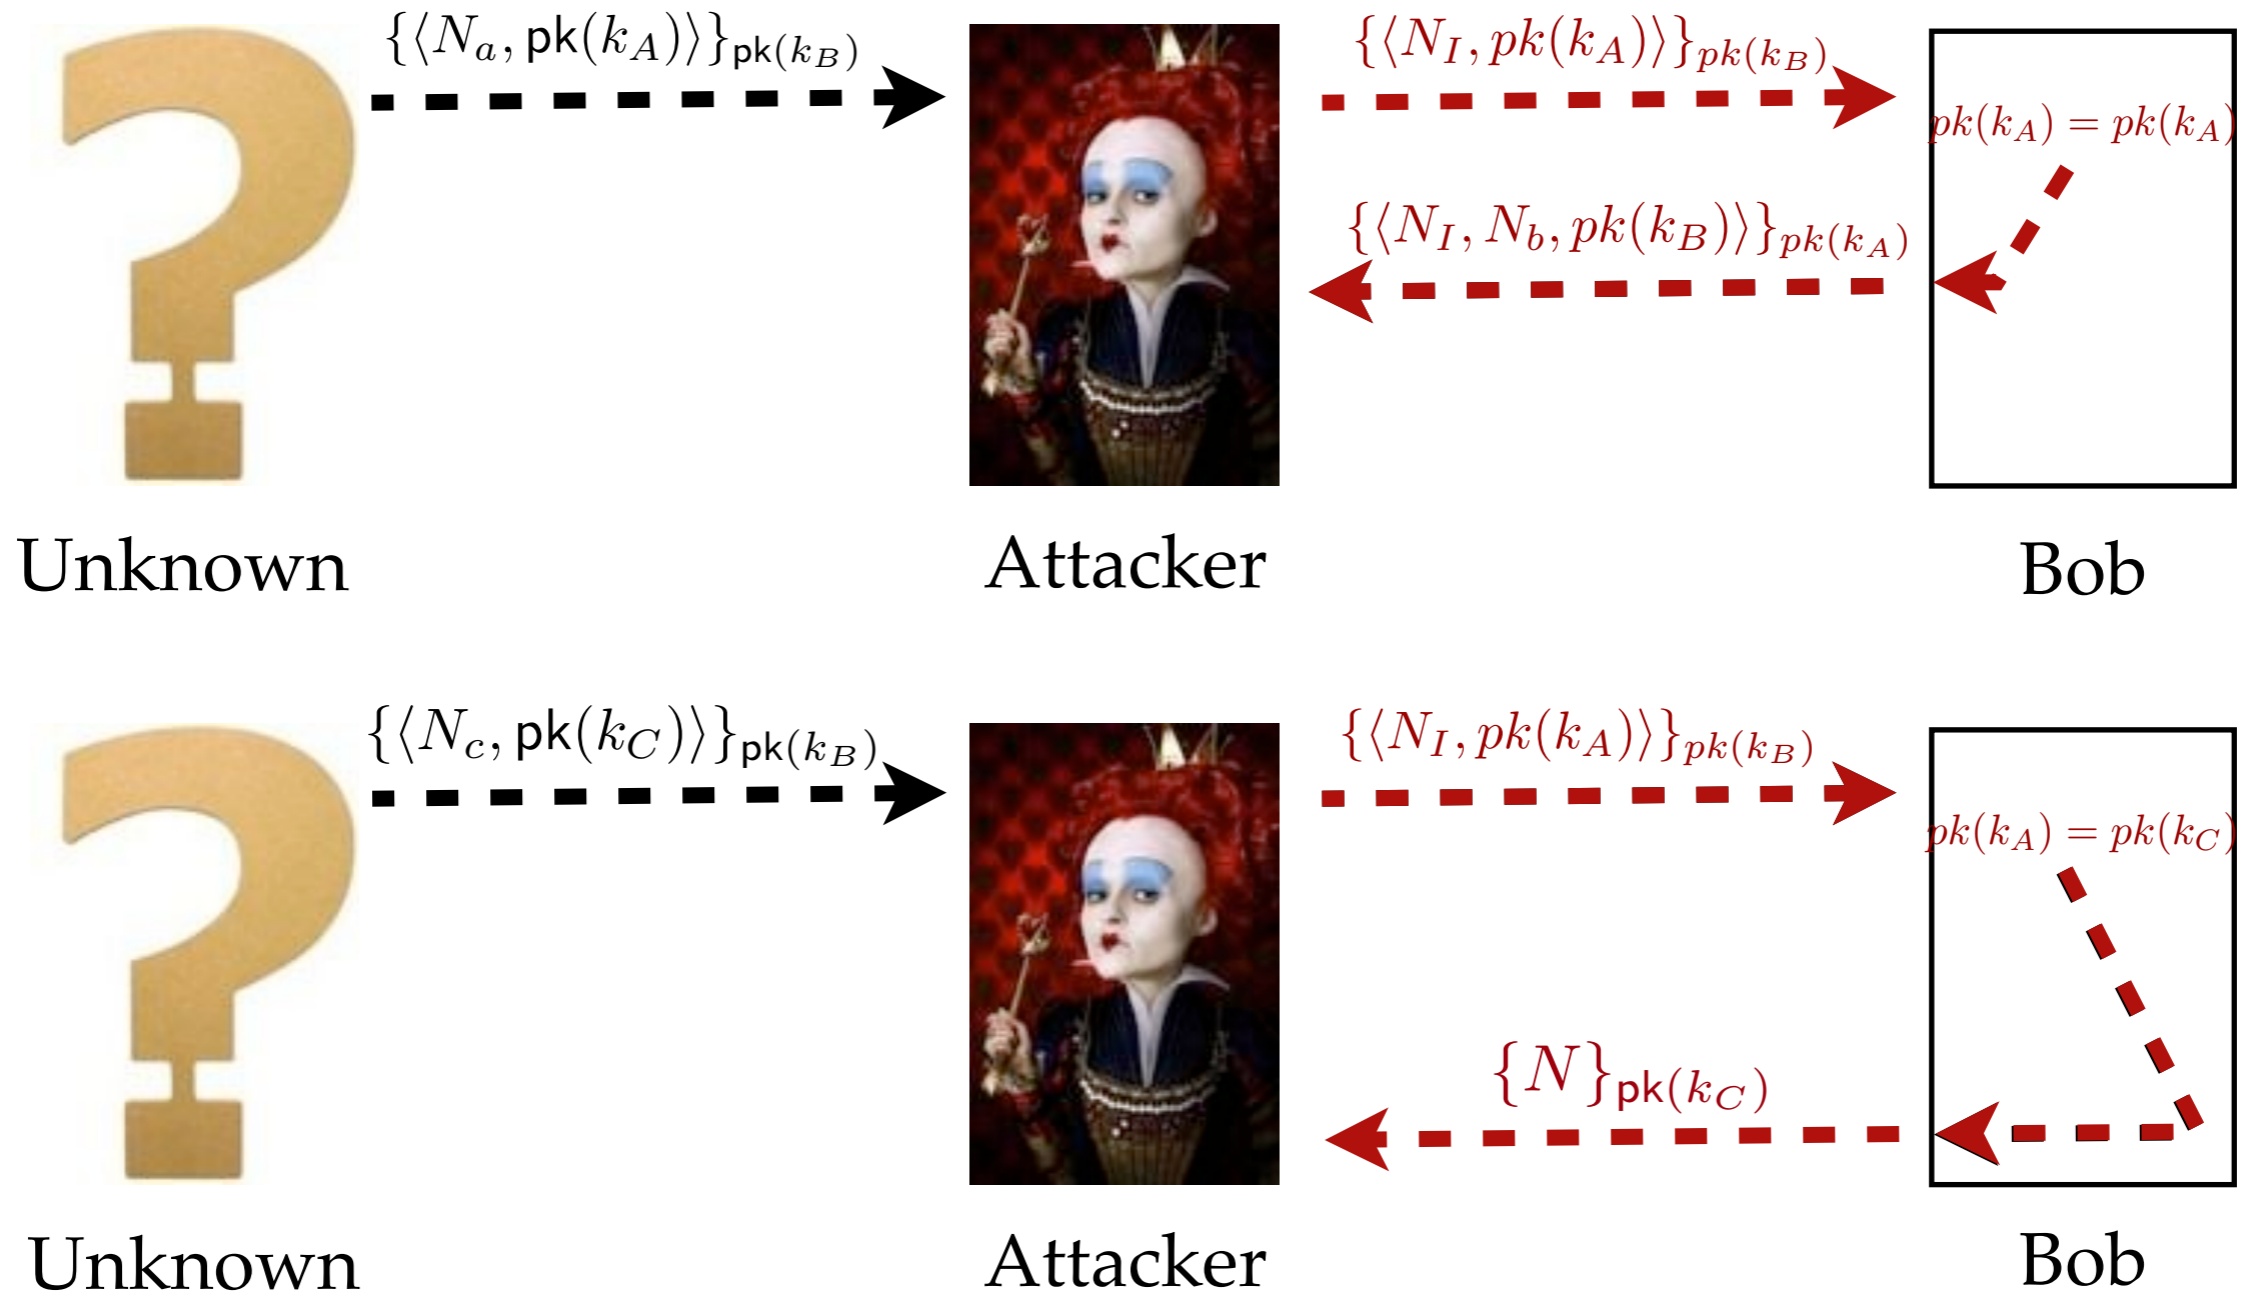 {⟨N_a, pk(k_A)⟩}_pk(k_B)
{⟨N_I, pk(k_A)⟩}_pk(k_B)
pk(k_A) = pk(k_A)
{⟨N_I, N_b, pk(k_B)⟩}_pk(k_A)
Unknown
Attacker
Bob
{⟨N_c, pk(k_C)⟩}_pk(k_B)
{⟨N_I, pk(k_A)⟩}_pk(k_B)
pk(k_A) = pk(k_C)
{N}_pk(k_C)
Unknown
Attacker
Bob